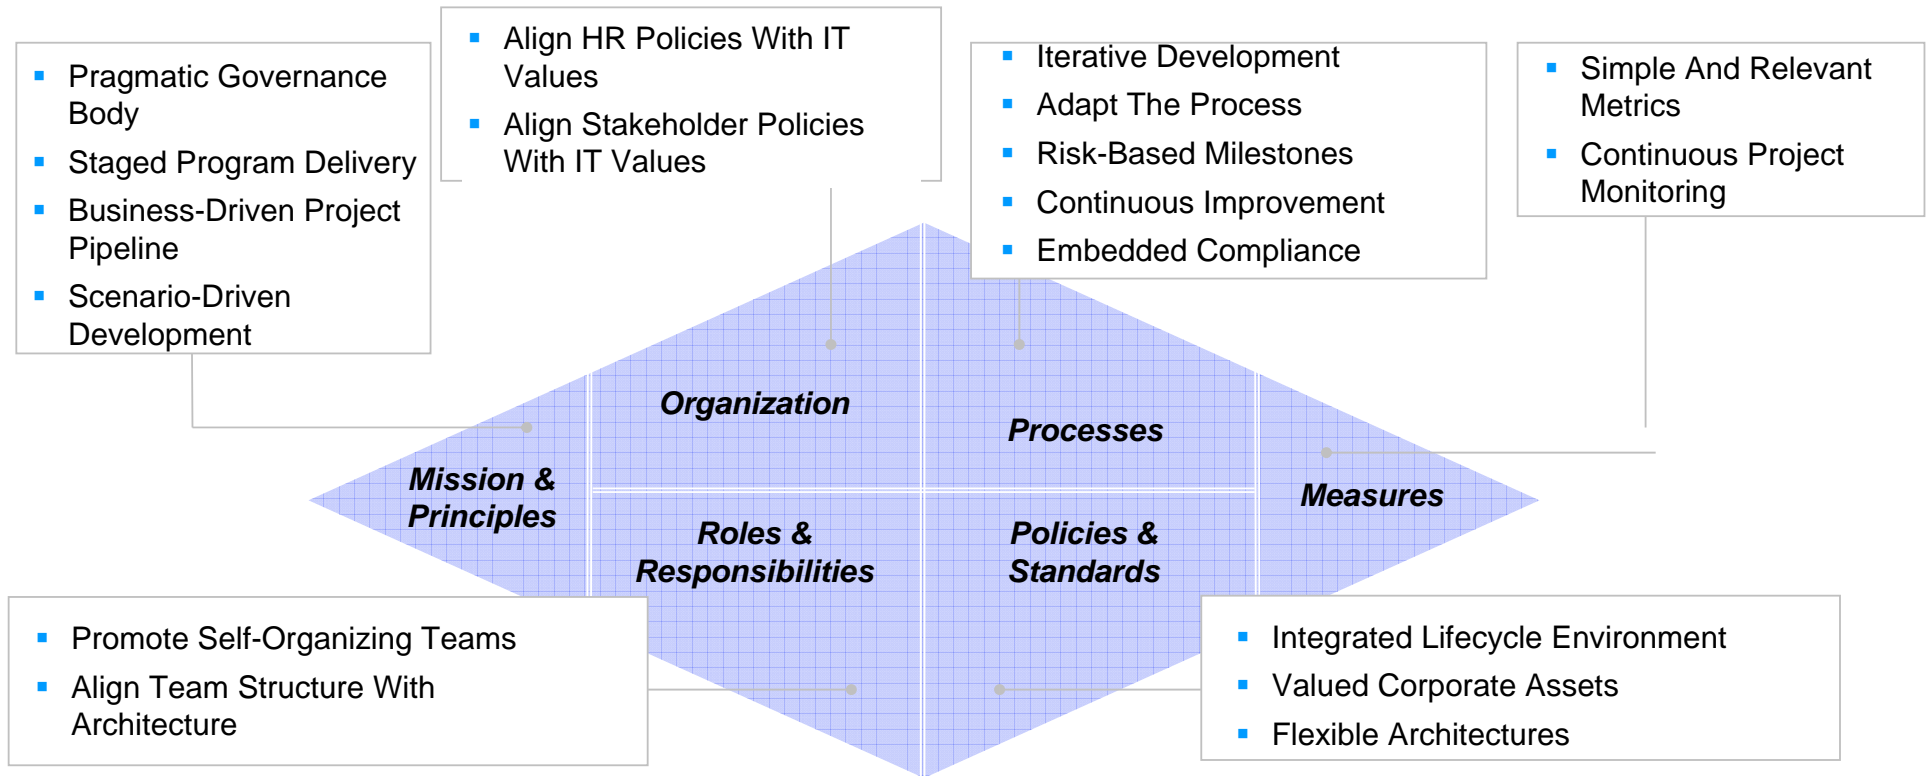 Pragmatic Governance
Body
Staged Program Delivery
Business-Driven Project
Pipeline
Scenario-Driven
Development
Align HR Policies With IT
Values
Align Stakeholder Policies
With IT Values
Iterative Development
Adapt The Process
Risk-Based Milestones
Continuous Improvement
Embedded Compliance
Simple And Relevant
Metrics
Continuous Project
Monitoring
Organization
Processes
Mission &
Principles
Measures
Roles &
Responsibilities
Policies &
Standards
Promote Self-Organizing Teams
Align Team Structure With
Architecture
Integrated Lifecycle Environment
Valued Corporate Assets
Flexible Architectures